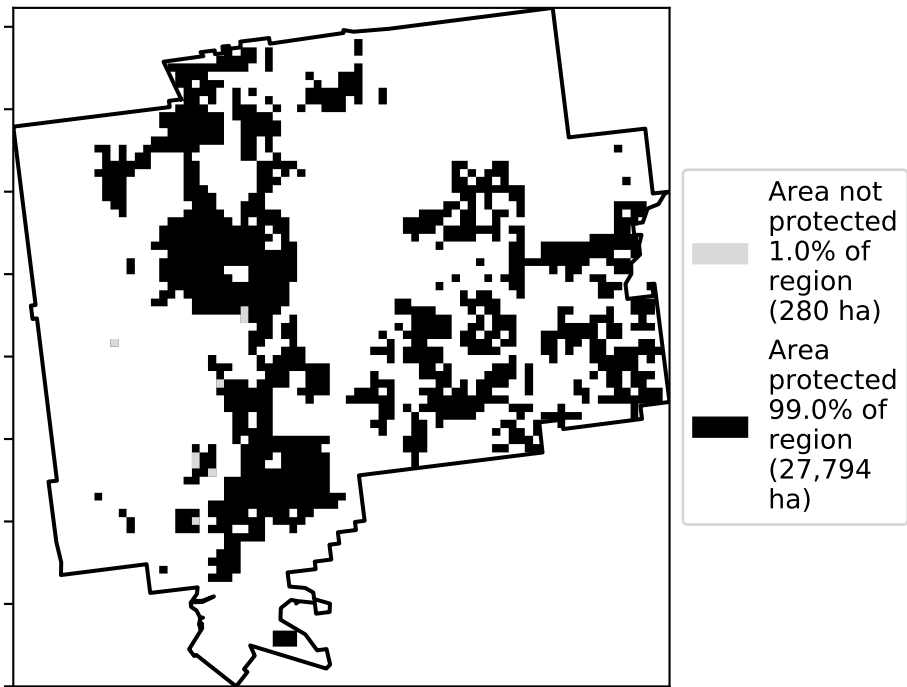 Area not
protected
1.0% of
region
(280 ha)
Area
protected
99.0% of
region
(27,794
ha)